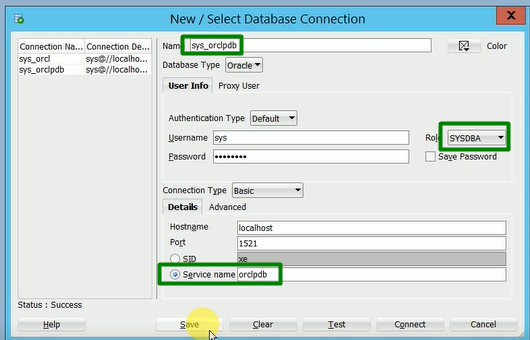 New / Select Database Connection
X
Connection Na... Connection De...
sys_orcl sys@//localho...
sys_orclpdb sys@//localho...
Name sys_orclpdb Color
Database Type Oracle
User Info Proxy User
Authentication Type Default
Username sys Role SYSDBA
Password •••••••• Save Password
Connection Type Basic
Details Advanced
Hostname localhost
Port 1521
SID xe
Service name orclpdb
Status : Success
Help Save Clear Test Connect Cancel